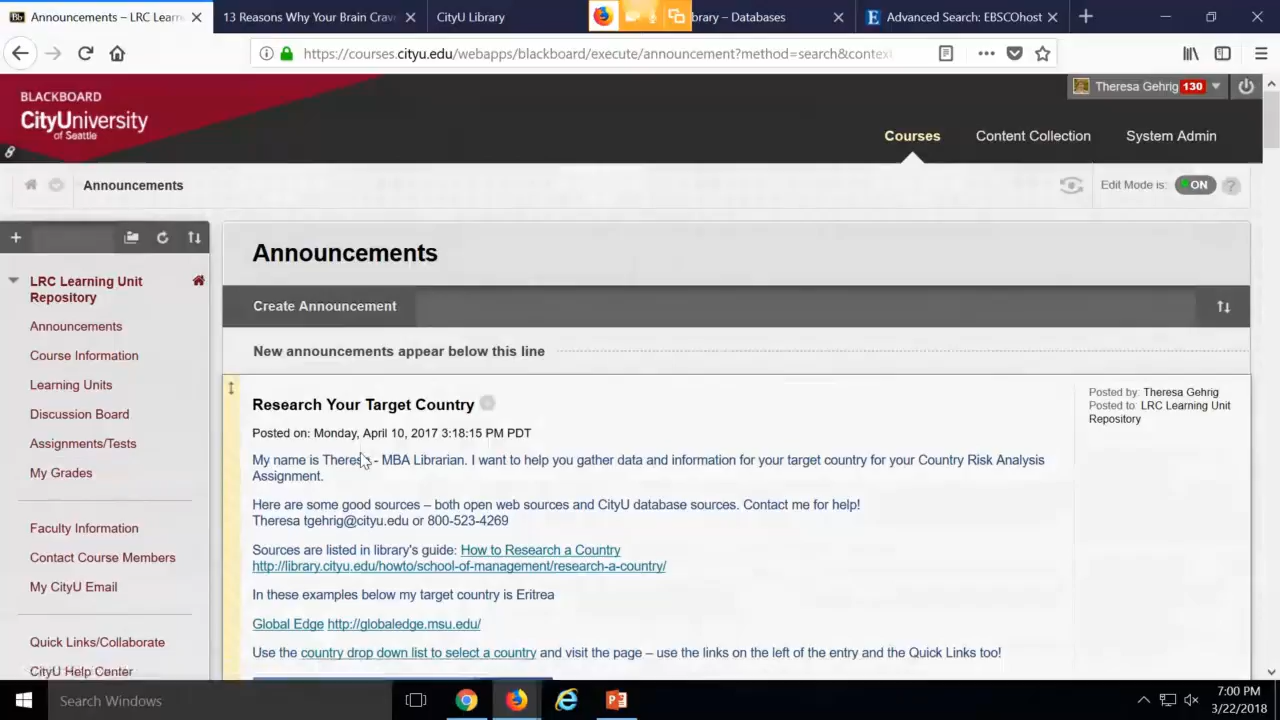 Announcements – LRC Learn
13 Reasons Why Your Brain Crav
CityU Library
brary – Databases
Advanced Search: EBSCOhost
https://courses.cityu.edu/webapps/blackboard/execute/announcement?method=search&contex
BLACKBOARD
CityUniversity
of Seattle
Theresa Gehrig 130
Courses
Content Collection
System Admin
Announcements
Edit Mode is: ON ?
LRC Learning Unit
Repository
Announcements
Course Information
Learning Units
Discussion Board
Assignments/Tests
My Grades
Faculty Information
Contact Course Members
My CityU Email
Quick Links/Collaborate
CityU Help Center
Announcements
Create Announcement
New announcements appear below this line
Research Your Target Country
Posted on: Monday, April 10, 2017 3:18:15 PM PDT
My name is Theresa - MBA Librarian. I want to help you gather data and information for your target country for your Country Risk Analysis
Assignment.
Here are some good sources – both open web sources and CityU database sources. Contact me for help!
Theresa tgehrig@cityu.edu or 800-523-4269
Sources are listed in library's guide: How to Research a Country
http://library.cityu.edu/howto/school-of-management/research-a-country/
In these examples below my target country is Eritrea
Global Edge http://globaledge.msu.edu/
Use the country drop down list to select a country and visit the page – use the links on the left of the entry and the Quick Links too!
Posted by: Theresa Gehrig
Posted to: LRC Learning Unit
Repository
Search Windows
7:00 PM
3/22/2018